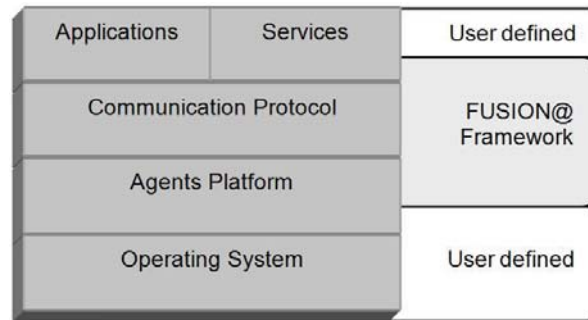 Applications
Services
User defined
Communication Protocol
FUSION@
Framework
Agents Platform
Operating System
User defined